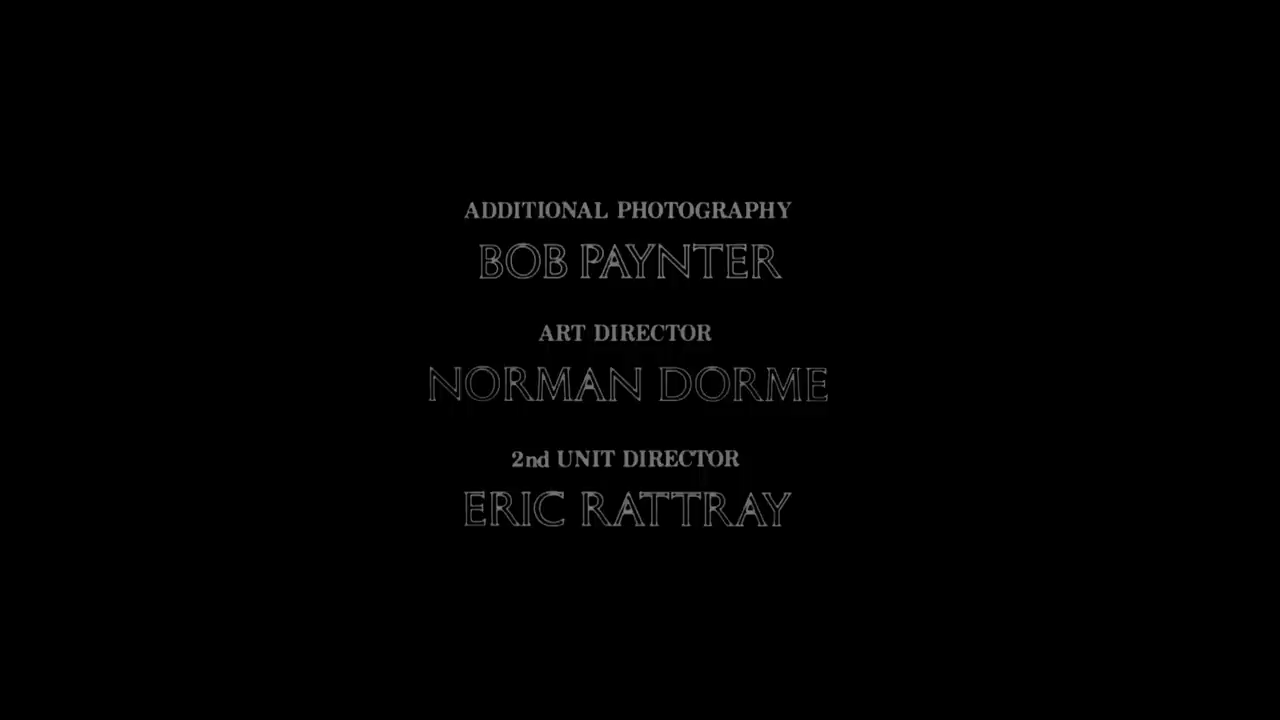 ADDITIONAL PHOTOGRAPHY
BOB PAYNTER
ART DIRECTOR
NORMAN DORME
2nd UNIT DIRECTOR
ERIC RATTRAY